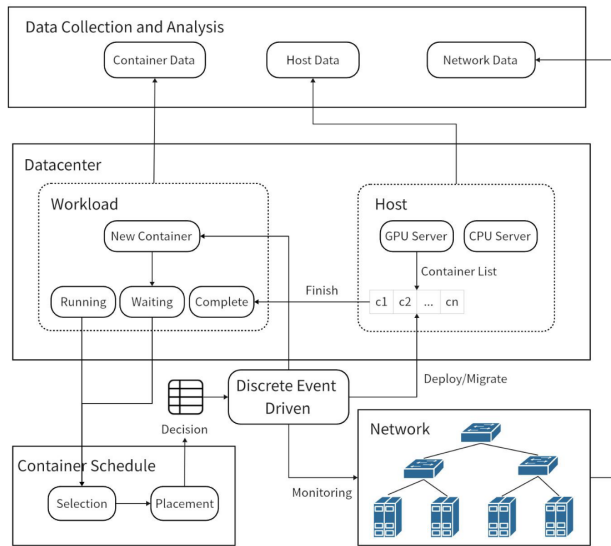 Data Collection and Analysis
Container Data
Host Data
Network Data
Datacenter
Workload
Host
New Container
GPU Server
CPU Server
Container List
Running
Waiting
Complete
Finish
c1 c2 ... cn
Deploy/Migrate
Discrete Event
Driven
Decision
Network
Container Schedule
Selection
Placement
Monitoring